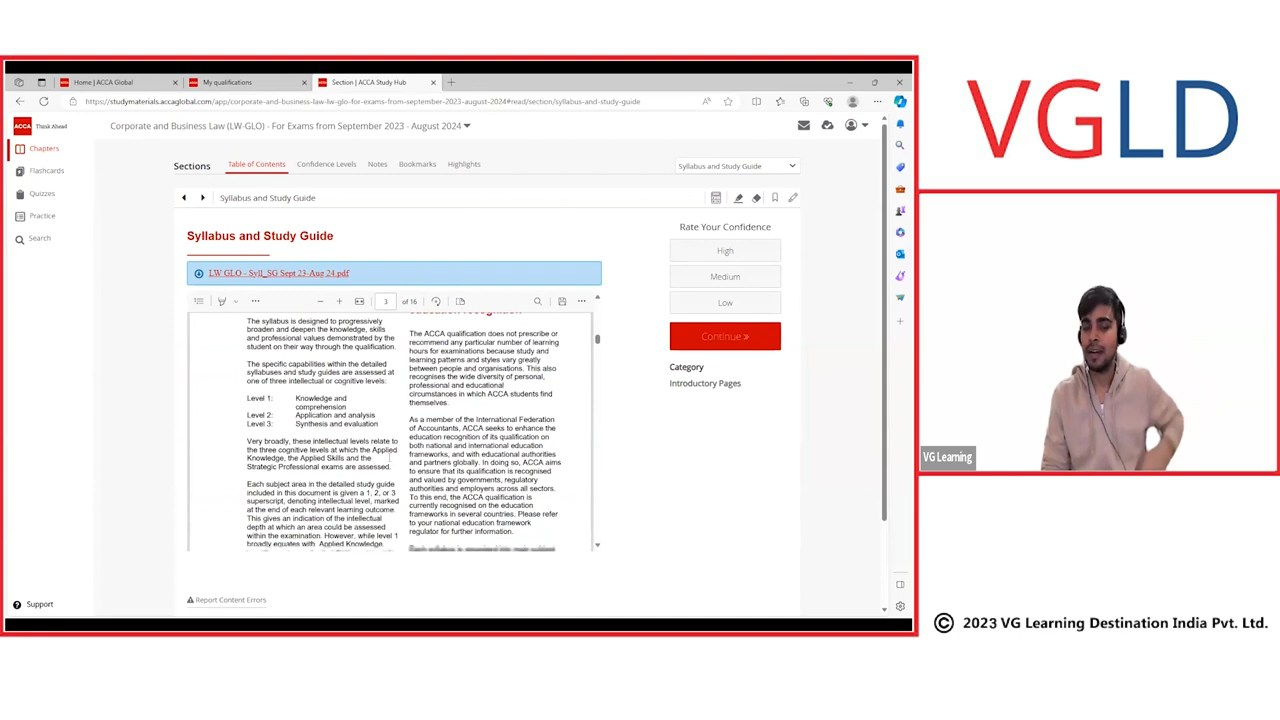 Home | ACCA Global
My qualifications
Section | ACCA Study Hub
https://studymaterials.accaglobal.com/app/corporate-and-business-law-lw-glo-for-exams-from-september-2023-august-2024#read/section/syllabus-and-study-guide
ACCA Think Ahead
Corporate and Business Law (LW-GLO) - For Exams from September 2023 - August 2024
Chapters
Flashcards
Quizzes
Practice
Search
Support
Sections
Table of Contents
Confidence Levels
Notes
Bookmarks
Highlights
Syllabus and Study Guide
Syllabus and Study Guide
Syllabus and Study Guide
LW GLO - Syll_SG Sept 23-Aug 24.pdf
3 of 16
The syllabus is designed to progressively
broaden and deepen the knowledge, skills
and professional values demonstrated by the
student on their way through the qualification.
The specific capabilities within the detailed
syllabuses and study guides are assessed at
one of three intellectual or cognitive levels:
Level 1: Knowledge and
comprehension
Level 2: Application and analysis
Level 3: Synthesis and evaluation
Very broadly, these intellectual levels relate to
the three cognitive levels at which the Applied
Knowledge, the Applied Skills and the
Strategic Professional exams are assessed.
Each subject area in the detailed study guide
included in this document is given a 1, 2, or 3
superscript, denoting intellectual level, marked
at the end of each relevant learning outcome.
This gives an indication of the intellectual
depth at which an area could be assessed
within the examination. However, while level 1
broadly equates with Applied Knowledge,
The ACCA qualification does not prescribe or
recommend any particular number of learning
hours for examinations because study and
learning patterns and styles vary greatly
between people and organisations. This also
recognises the wide diversity of personal,
professional and educational
circumstances in which ACCA students find
themselves.
As a member of the International Federation
of Accountants, ACCA seeks to enhance the
education recognition of its qualification on
both national and international education
frameworks, and with educational authorities
and partners globally. In doing so, ACCA aims
to ensure that its qualification is recognised
and valued by governments, regulatory
authorities and employers across all sectors.
To this end, the ACCA qualification is
currently recognised on the education
frameworks in several countries. Please refer
to your national education framework
regulator for further information.
Rate Your Confidence
High
Medium
Low
Continue »
Category
Introductory Pages
Report Content Errors
VGLD
VG Learning
© 2023 VG Learning Destination India Pvt. Ltd.